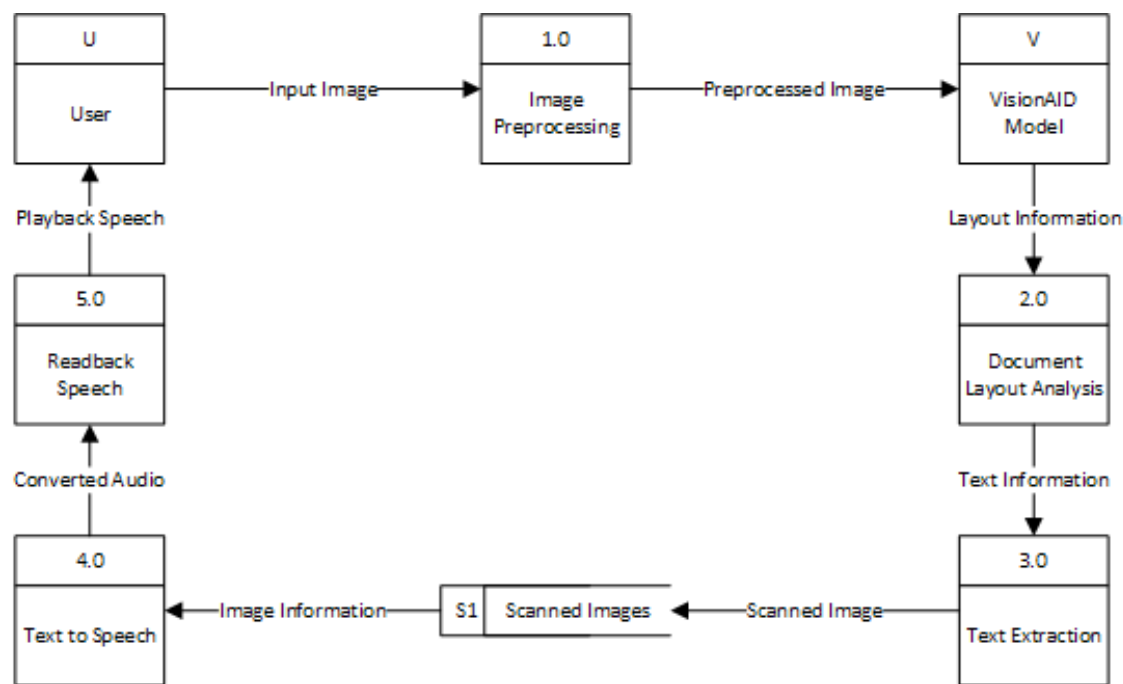 U
User
Input Image
1.0
Image
Preprocessing
Preprocessed Image
V
VisionAID
Model
Layout Information
2.0
Document
Layout Analysis
Text Information
3.0
Text Extraction
Scanned Image
S1
Scanned Images
Image Information
4.0
Text to Speech
Converted Audio
5.0
Readback
Speech
Playback Speech